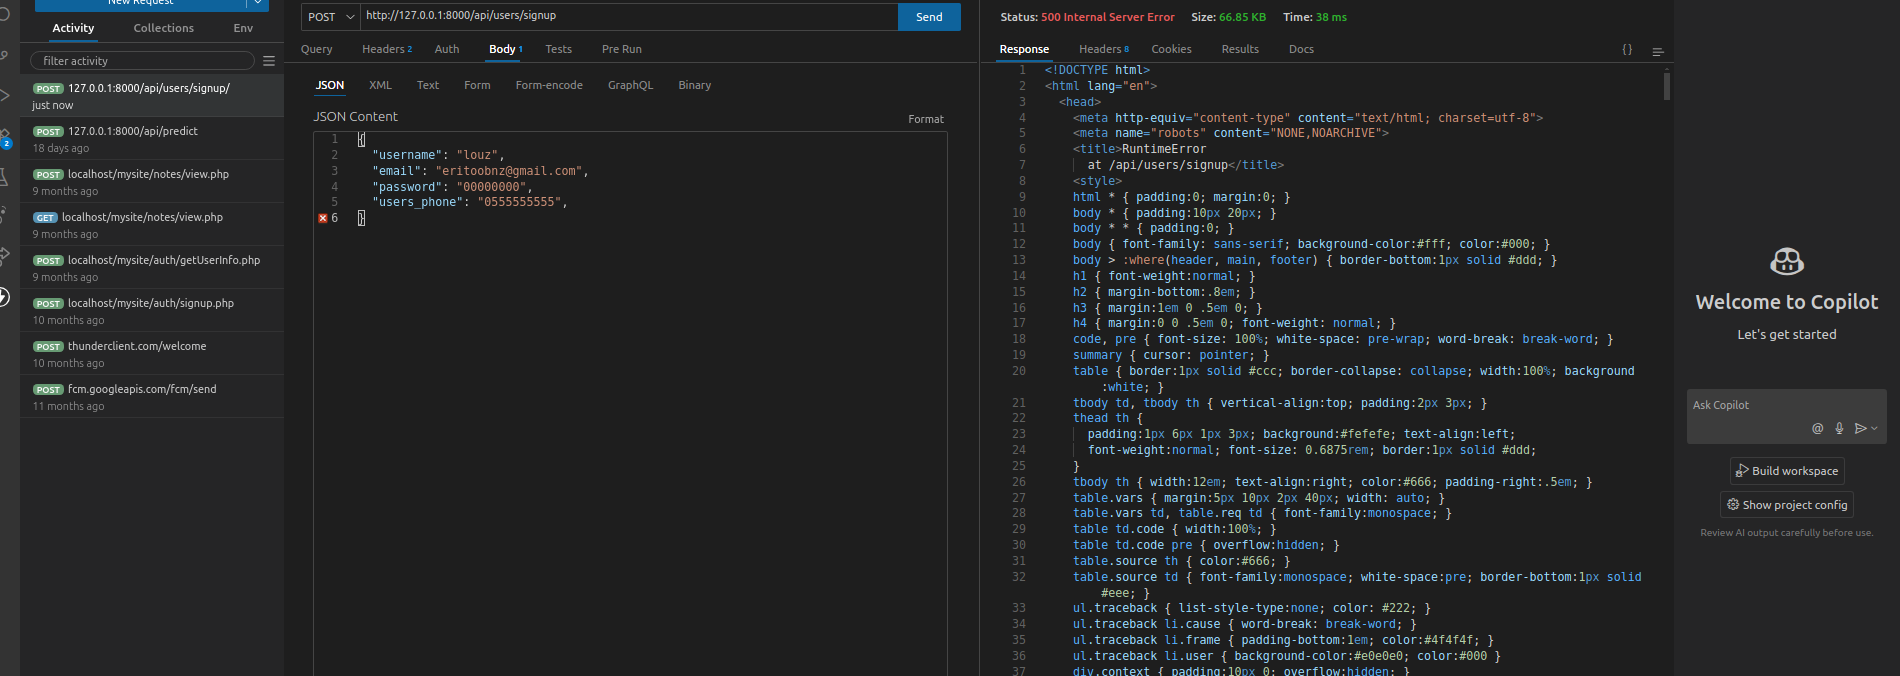 New Request
Activity
Collections
Env
filter activity
POST 127.0.0.1:8000/api/users/signup/
just now
POST 127.0.0.1:8000/api/predict
18 days ago
POST localhost/mysite/notes/view.php
9 months ago
GET localhost/mysite/notes/view.php
9 months ago
POST localhost/mysite/auth/getUserInfo.php
9 months ago
POST localhost/mysite/auth/signup.php
10 months ago
POST thunderclient.com/welcome
10 months ago
POST fcm.googleapis.com/fcm/send
11 months ago
2
POST
http://127.0.0.1:8000/api/users/signup
Send
Query
Headers 2
Auth
Body 1
Tests
Pre Run
JSON
XML
Text
Form
Form-encode
GraphQL
Binary
JSON Content
Format
1 {
2 "username": "louz",
3 "email": "eritoobnz@gmail.com",
4 "password": "00000000",
5 "users_phone": "0555555555",
6 }
Status: 500 Internal Server Error Size: 66.85 KB Time: 38 ms
Response
Headers 8
Cookies
Results
Docs
{}
1 <!DOCTYPE html>
2 <html lang="en">
3 <head>
4 <meta http-equiv="content-type" content="text/html; charset=utf-8">
5 <meta name="robots" content="NONE,NOARCHIVE">
6 <title>RuntimeError
7 at /api/users/signup</title>
8 <style>
9 html * { padding:0; margin:0; }
10 body * { padding:10px 20px; }
11 body * * { padding:0; }
12 body { font-family: sans-serif; background-color:#fff; color:#000; }
13 body > :where(header, main, footer) { border-bottom:1px solid #ddd; }
14 h1 { font-weight:normal; }
15 h2 { margin-bottom:.8em; }
16 h3 { margin:1em 0 .5em 0; }
17 h4 { margin:0 0 .5em 0; font-weight: normal; }
18 code, pre { font-size: 100%; white-space: pre-wrap; word-break: break-word; }
19 summary { cursor: pointer; }
20 table { border:1px solid #ccc; border-collapse: collapse; width:100%; background
:white; }
21 tbody td, tbody th { vertical-align:top; padding:2px 3px; }
22 thead th {
23 padding:1px 6px 1px 3px; background:#fefefe; text-align:left;
24 font-weight:normal; font-size: 0.6875rem; border:1px solid #ddd;
25 }
26 tbody th { width:12em; text-align:right; color:#666; padding-right:.5em; }
27 table.vars { margin:5px 10px 2px 40px; width: auto; }
28 table.vars td, table.req td { font-family:monospace; }
29 table td.code { width:100%; }
30 table td.code pre { overflow:hidden; }
31 table.source th { color:#666; }
32 table.source td { font-family:monospace; white-space:pre; border-bottom:1px solid
#eee; }
33 ul.traceback { list-style-type:none; color: #222; }
34 ul.traceback li.cause { word-break: break-word; }
35 ul.traceback li.frame { padding-bottom:1em; color:#4f4f4f; }
36 ul.traceback li.user { background-color:#e0e0e0; color:#000 }
37 div.context { padding:10px 0; overflow:hidden; }
Welcome to Copilot
Let's get started
Ask Copilot
@
Build workspace
Show project config
Review AI output carefully before use.